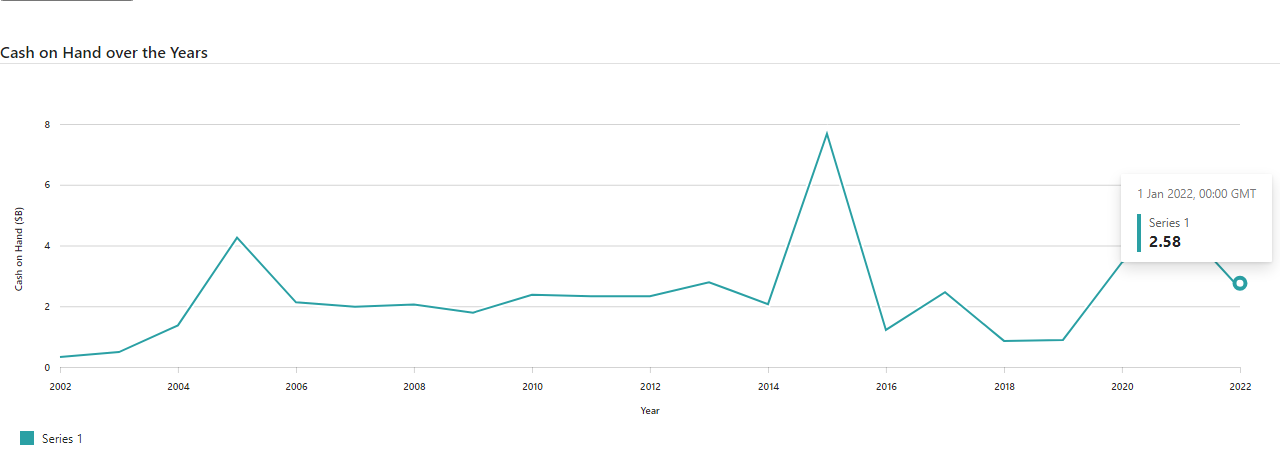 Cash on Hand over the Years
8
6
4
2
0
Cash on Hand ($B)
1 Jan 2022, 00:00 GMT
Series 1
2.58
2002 2004 2006 2008 2010 2012 2014 2016 2018 2020 2022
Year
Series 1